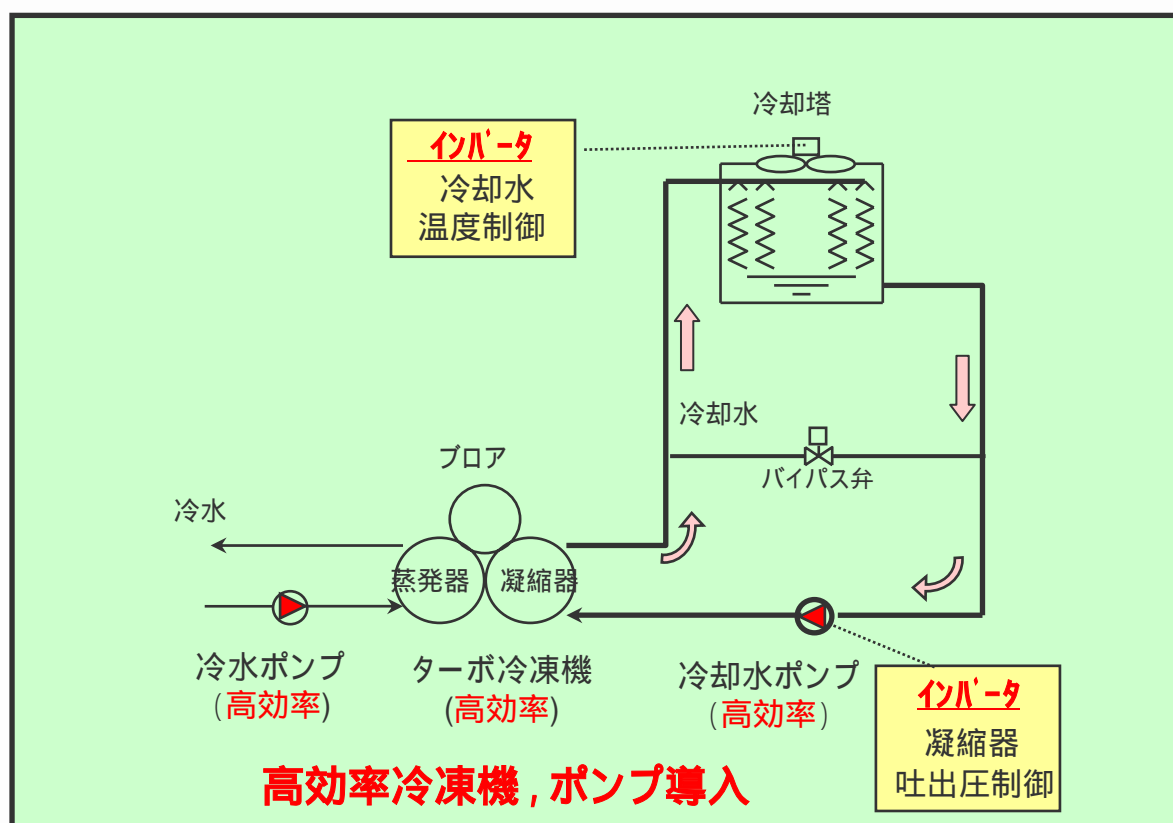 冷却塔
インバータ
冷却水
温度制御
冷却水
バイパス弁
ブロア
冷水
蒸発器
凝縮器
冷水ポンプ
(高効率)
ターボ冷凍機
(高効率)
冷却水ポンプ
(高効率)
インバータ
凝縮器
吐出圧制御
高効率冷凍機,ポンプ導入